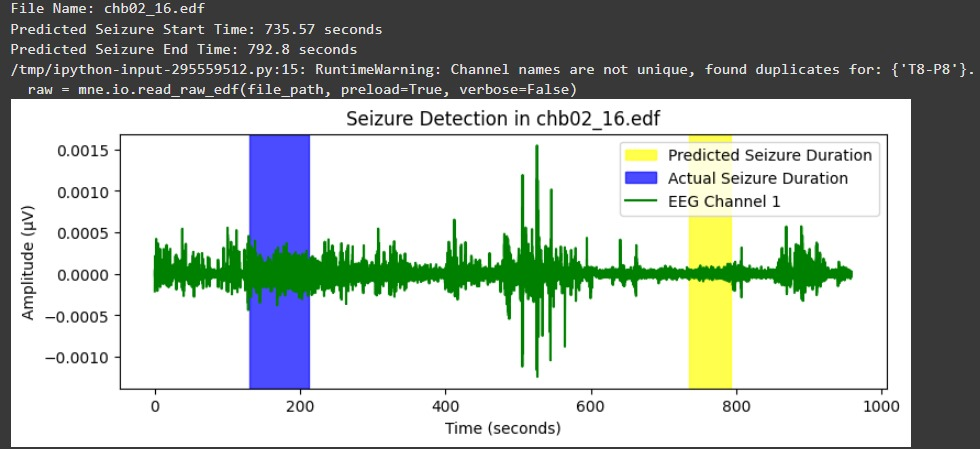 File Name: chb02_16.edf
Predicted Seizure Start Time: 735.57 seconds
Predicted Seizure End Time: 792.8 seconds
/tmp/ipython-input-295559512.py:15: RuntimeWarning: Channel names are not unique, found duplicates for: {'T8-P8'}.
raw = mne.io.read_raw_edf(file_path, preload=True, verbose=False)
Seizure Detection in chb02_16.edf
Predicted Seizure Duration
Actual Seizure Duration
EEG Channel 1
Amplitude (µV)
0.0015
0.0010
0.0005
0.0000
−0.0005
−0.0010
0 200 400 600 800 1000
Time (seconds)